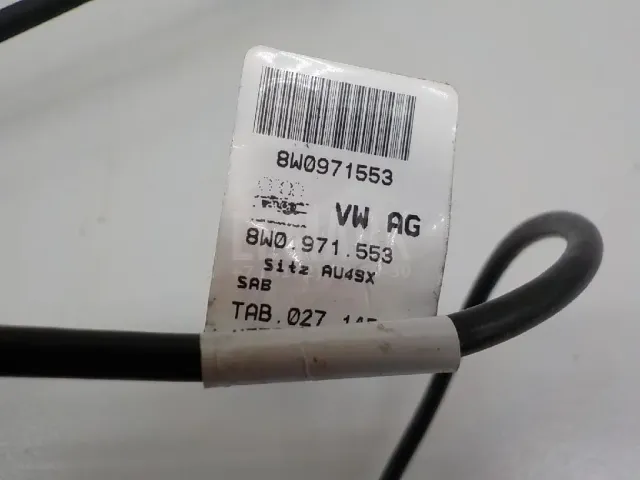 8W0971553
VW AG
8W0.971.553
Sitz AU49X
SAB
TAB.027